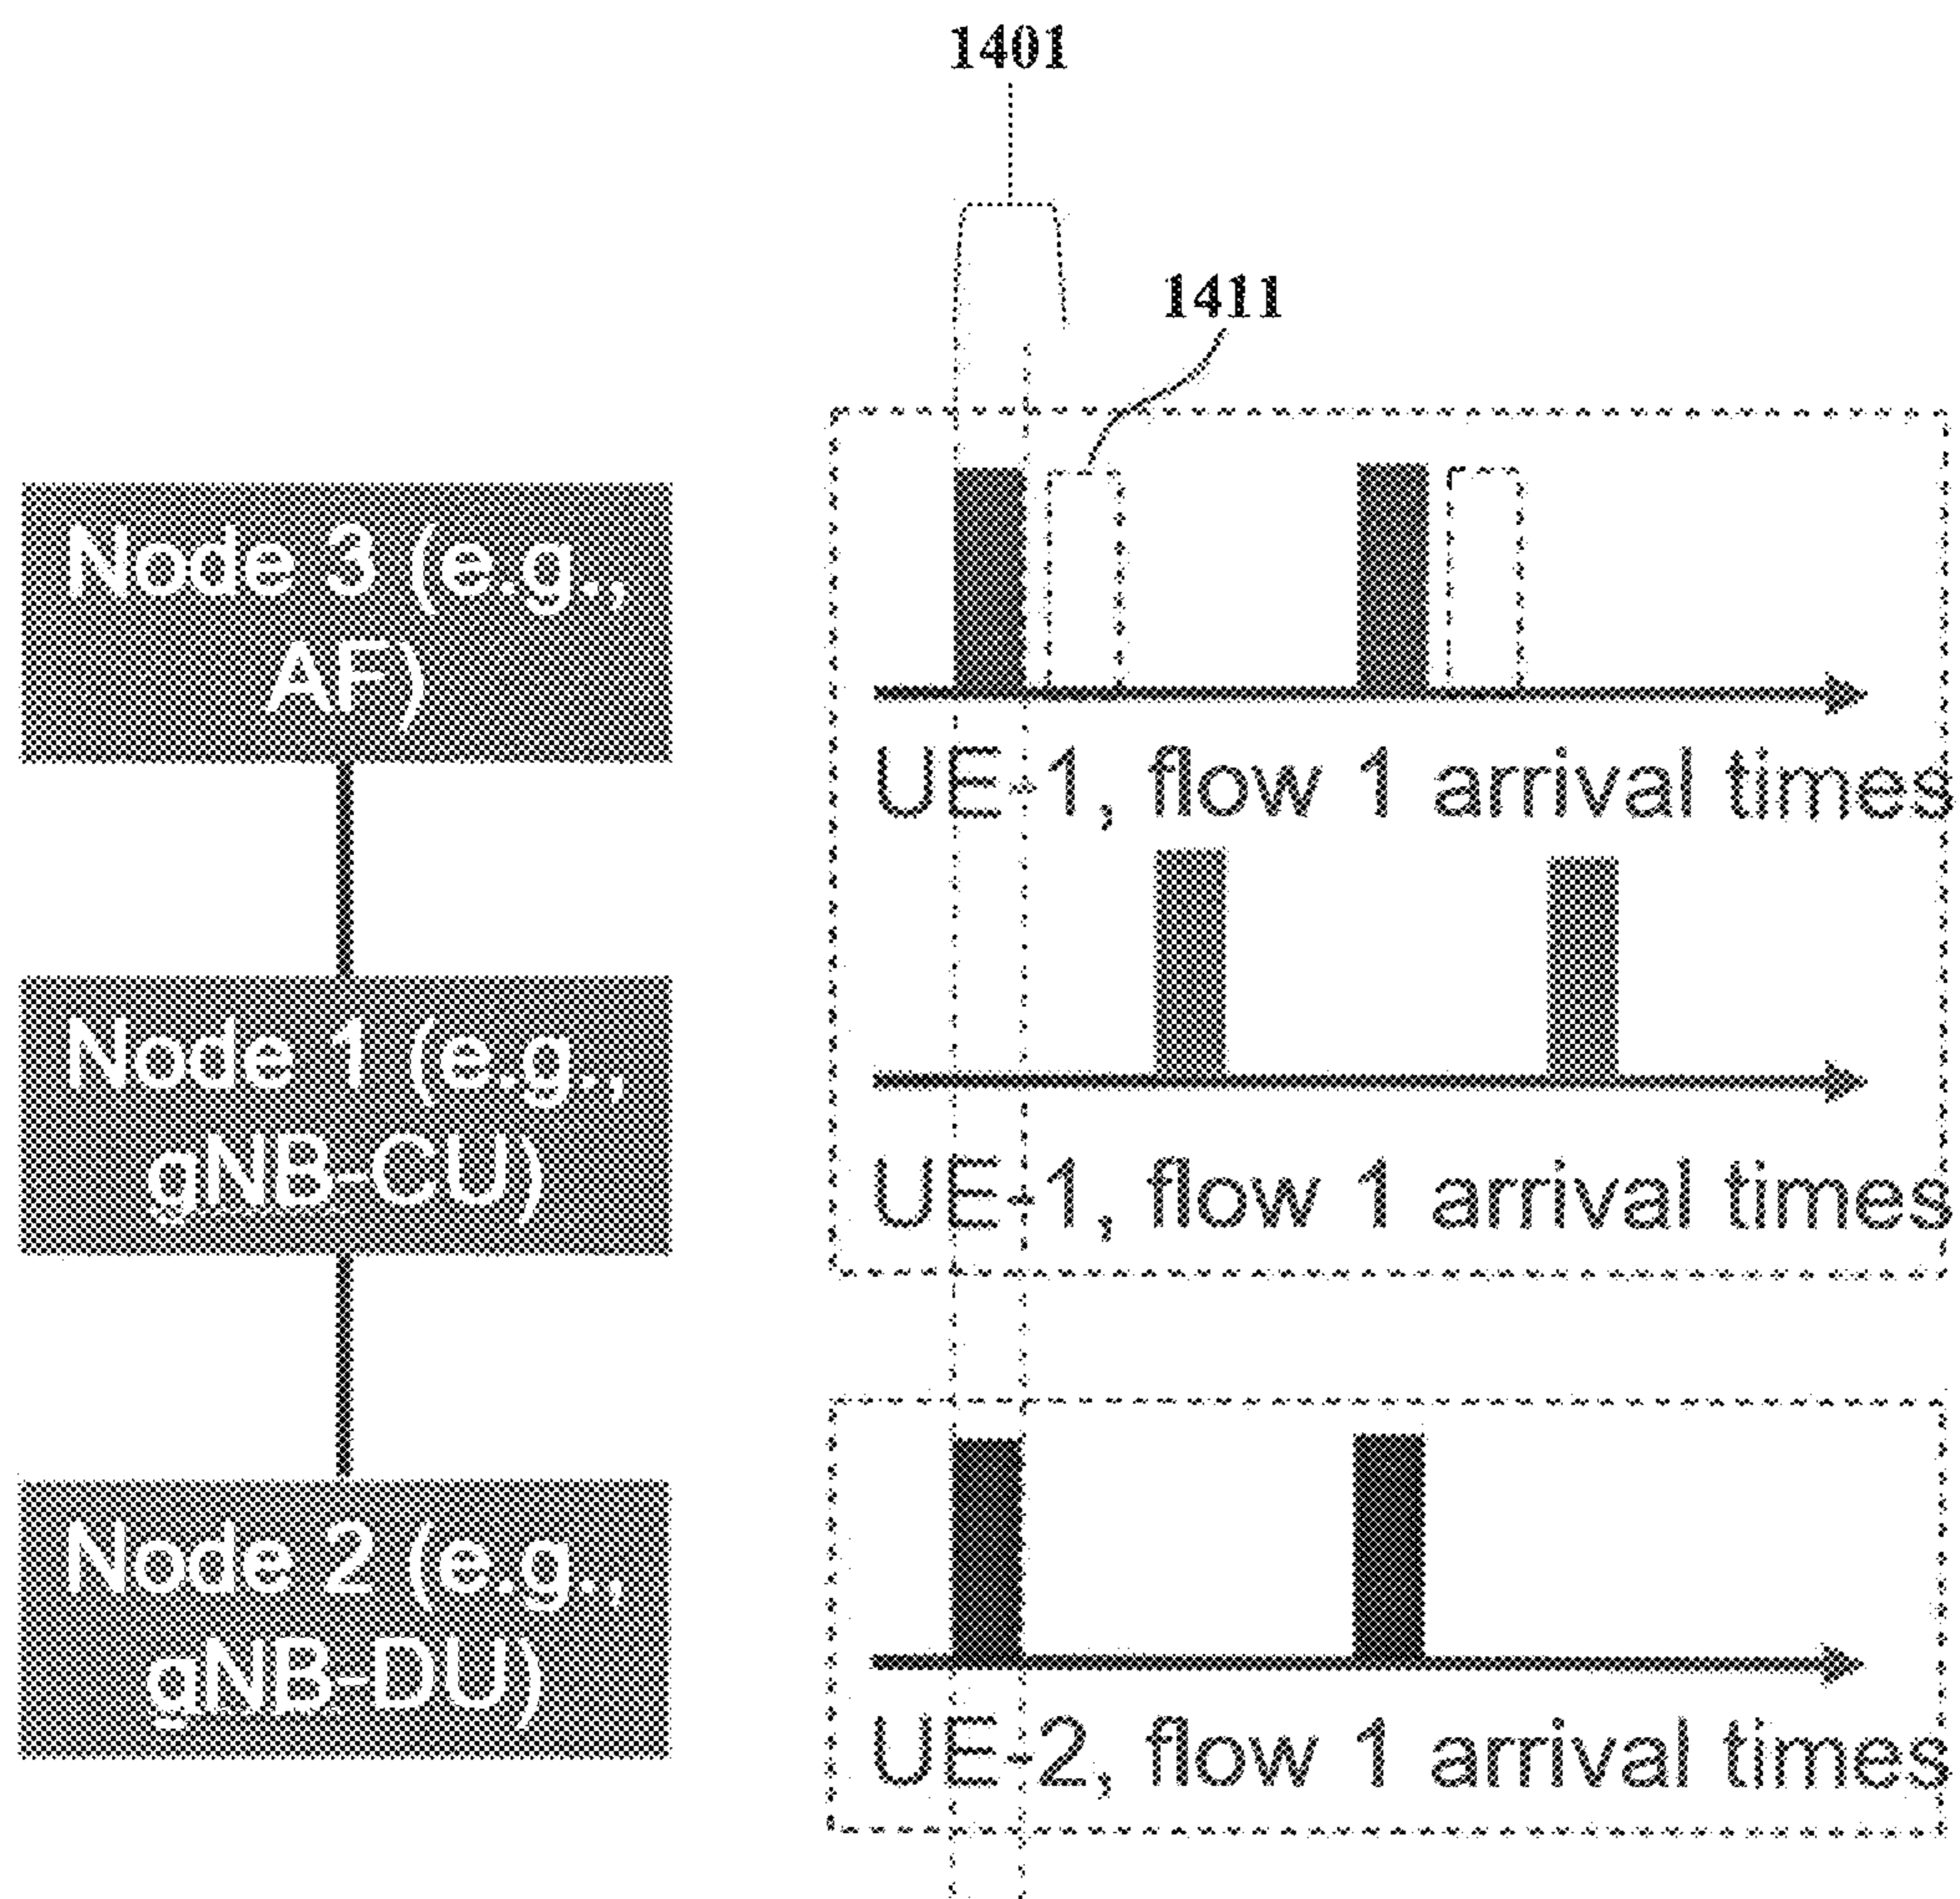 1401
1411
Node 3 (e.g.,
AF)
UE-1, flow 1 arrival times
Node 1 (e.g.,
gNB-CU)
UE-1, flow 1 arrival times
Node 2 (e.g.,
gNB-DU)
UE-2, flow 1 arrival times